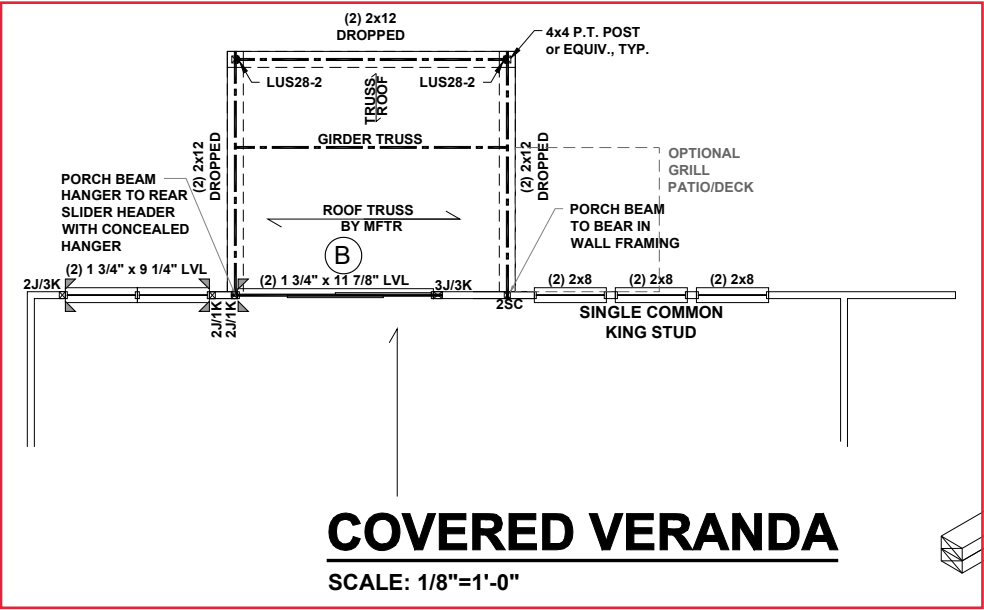 (2) 2x12
DROPPED
4x4 P.T. POST
or EQUIV., TYP.
LUS28-2
LUS28-2
TRUSS
ROOF
GIRDER TRUSS
(2) 2x12
DROPPED
(2) 2x12
DROPPED
OPTIONAL
GRILL
PATIO/DECK
PORCH BEAM
HANGER TO REAR
SLIDER HEADER
WITH CONCEALED
HANGER
ROOF TRUSS
BY MFTR
PORCH BEAM
TO BEAR IN
WALL FRAMING
B
(2) 1 3/4" x 9 1/4" LVL
(2) 1 3/4" x 11 7/8" LVL
2J/3K
3J/3K
(2) 2x8
(2) 2x8
(2) 2x8
2J/1K
2J/1K
2SC
SINGLE COMMON
KING STUD
COVERED VERANDA
SCALE: 1/8"=1'-0"